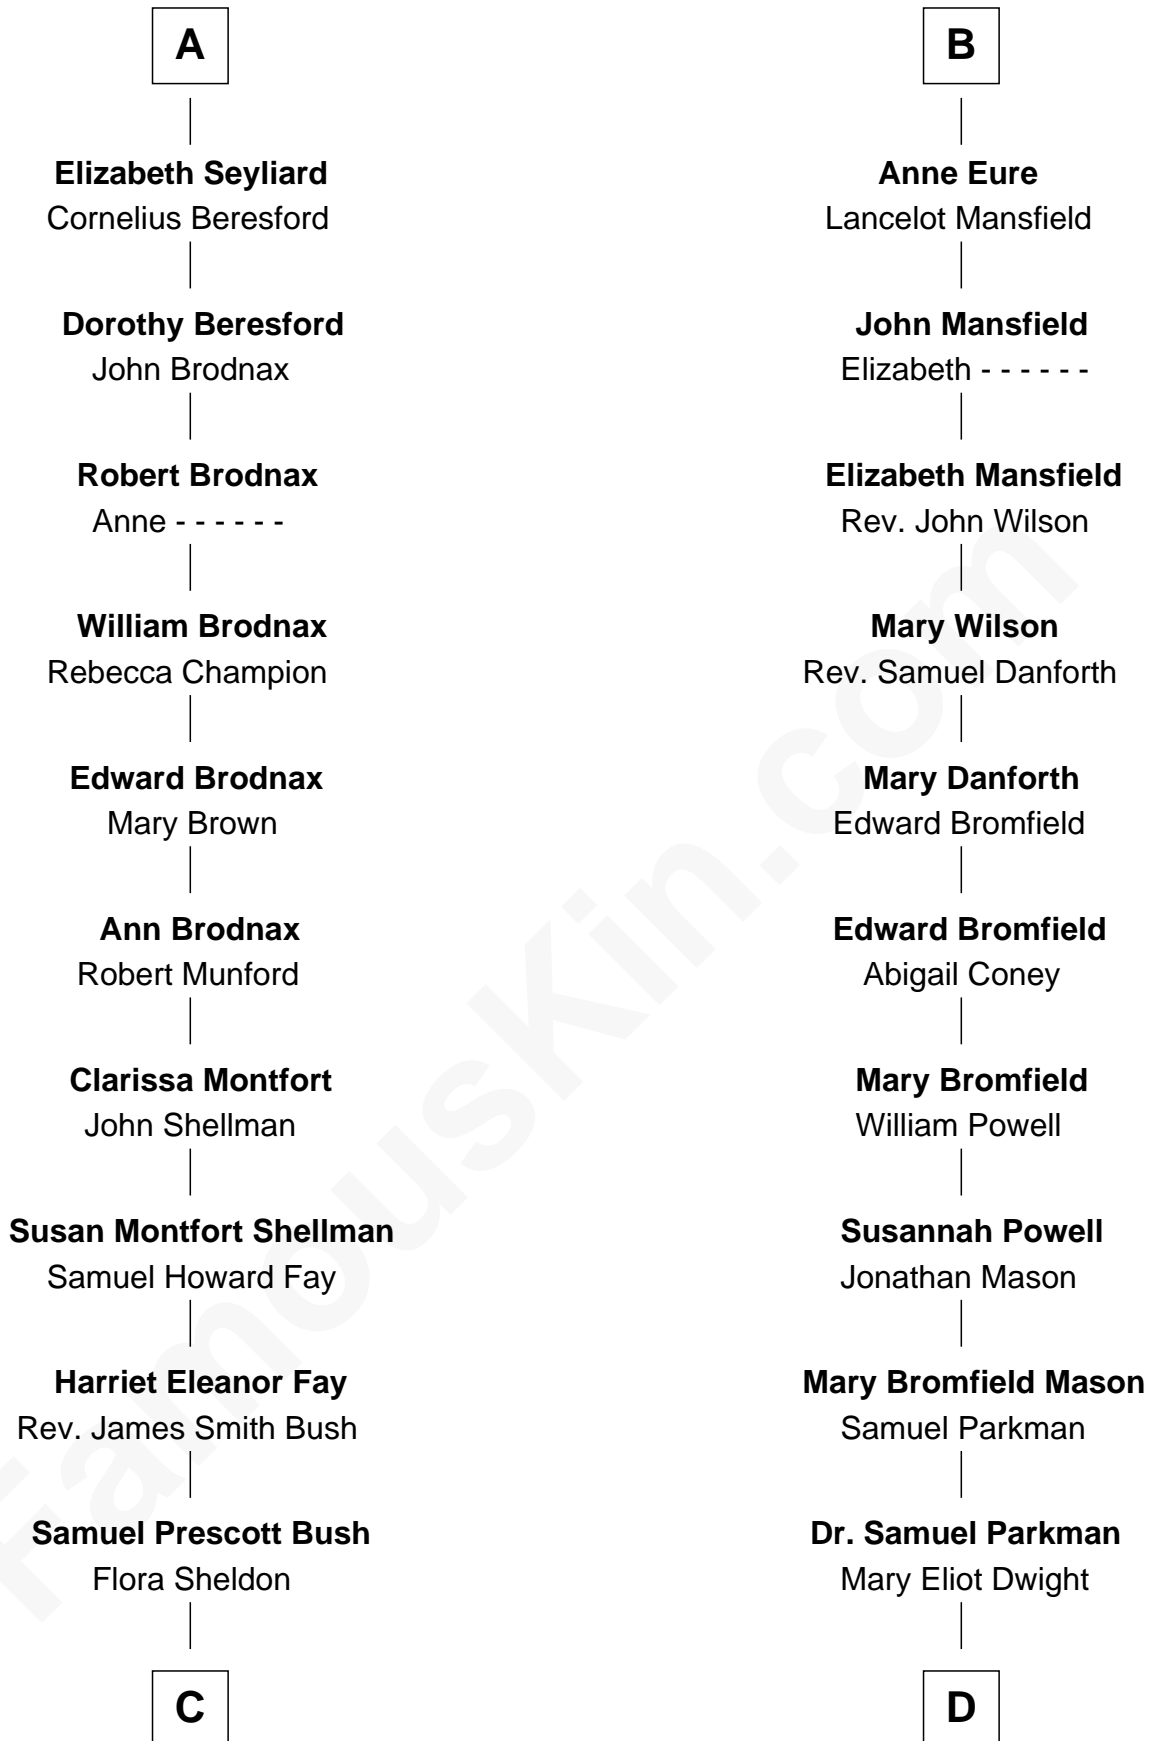 A
Elizabeth Seyliard
Cornelius Beresford
Dorothy Beresford
John Brodnax
Robert Brodnax
Anne - - - - - -
William Brodnax
Rebecca Champion
Edward Brodnax
Mary Brown
Ann Brodnax
Robert Munford
Clarissa Montfort
John Shellman
Susan Montfort Shellman
Samuel Howard Fay
Harriet Eleanor Fay
Rev. James Smith Bush
Samuel Prescott Bush
Flora Sheldon
C
B
Anne Eure
Lancelot Mansfield
John Mansfield
Elizabeth - - - - - -
Elizabeth Mansfield
Rev. John Wilson
Mary Wilson
Rev. Samuel Danforth
Mary Danforth
Edward Bromfield
Edward Bromfield
Abigail Coney
Mary Bromfield
William Powell
Susannah Powell
Jonathan Mason
Mary Bromfield Mason
Samuel Parkman
Dr. Samuel Parkman
Mary Eliot Dwight
D
FamousKin.com